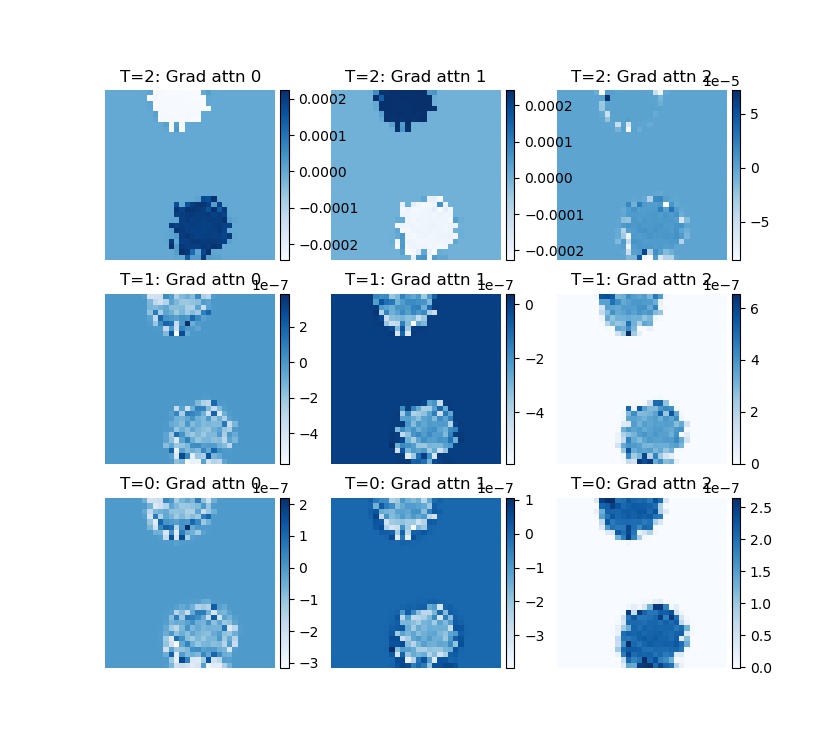 T=2: Grad attn 0
T=2: Grad attn 1
T=2: Grad attn 2
1e−5
0.0002
0.0001
0.0000
−0.0001
−0.0002
0.0002
0.0001
0.0000
−0.0001
−0.0002
5
0
−5
T=1: Grad attn 0
1e−7
T=1: Grad attn 1
1e−7
T=1: Grad attn 2
1e−7
2
0
−2
−4
0
−2
−4
6
4
2
0
T=0: Grad attn 0
1e−7
T=0: Grad attn 1
1e−7
T=0: Grad attn 2
1e−7
2
1
0
−1
−2
−3
1
0
−1
−2
−3
2.5
2.0
1.5
1.0
0.5
0.0